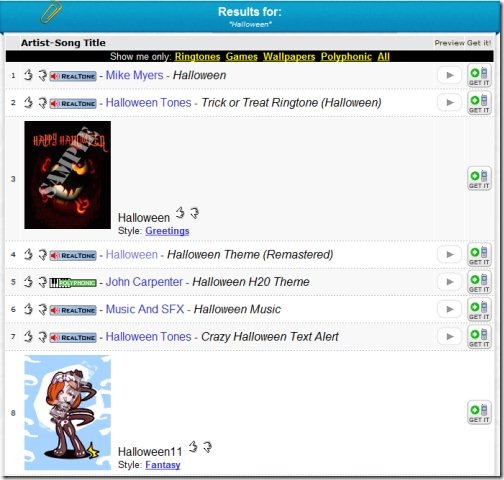 Results for:
"Halloween"
Artist-Song Title Preview Get it!
Show me only: Ringtones Games Wallpapers Polyphonic All
1 REALTONE - Mike Myers - Halloween GET IT
2 REALTONE - Halloween Tones - Trick or Treat Ringtone (Halloween) GET IT
HAPPY HALLOWEEN
SAMPLE
3 GET IT
Halloween
Style: Greetings
4 REALTONE - Halloween - Halloween Theme (Remastered) GET IT
5 POLYPHONIC - John Carpenter - Halloween H20 Theme GET IT
6 REALTONE - Music And SFX - Halloween Music GET IT
7 REALTONE - Halloween Tones - Crazy Halloween Text Alert GET IT
8 GET IT
Halloween11
Style: Fantasy